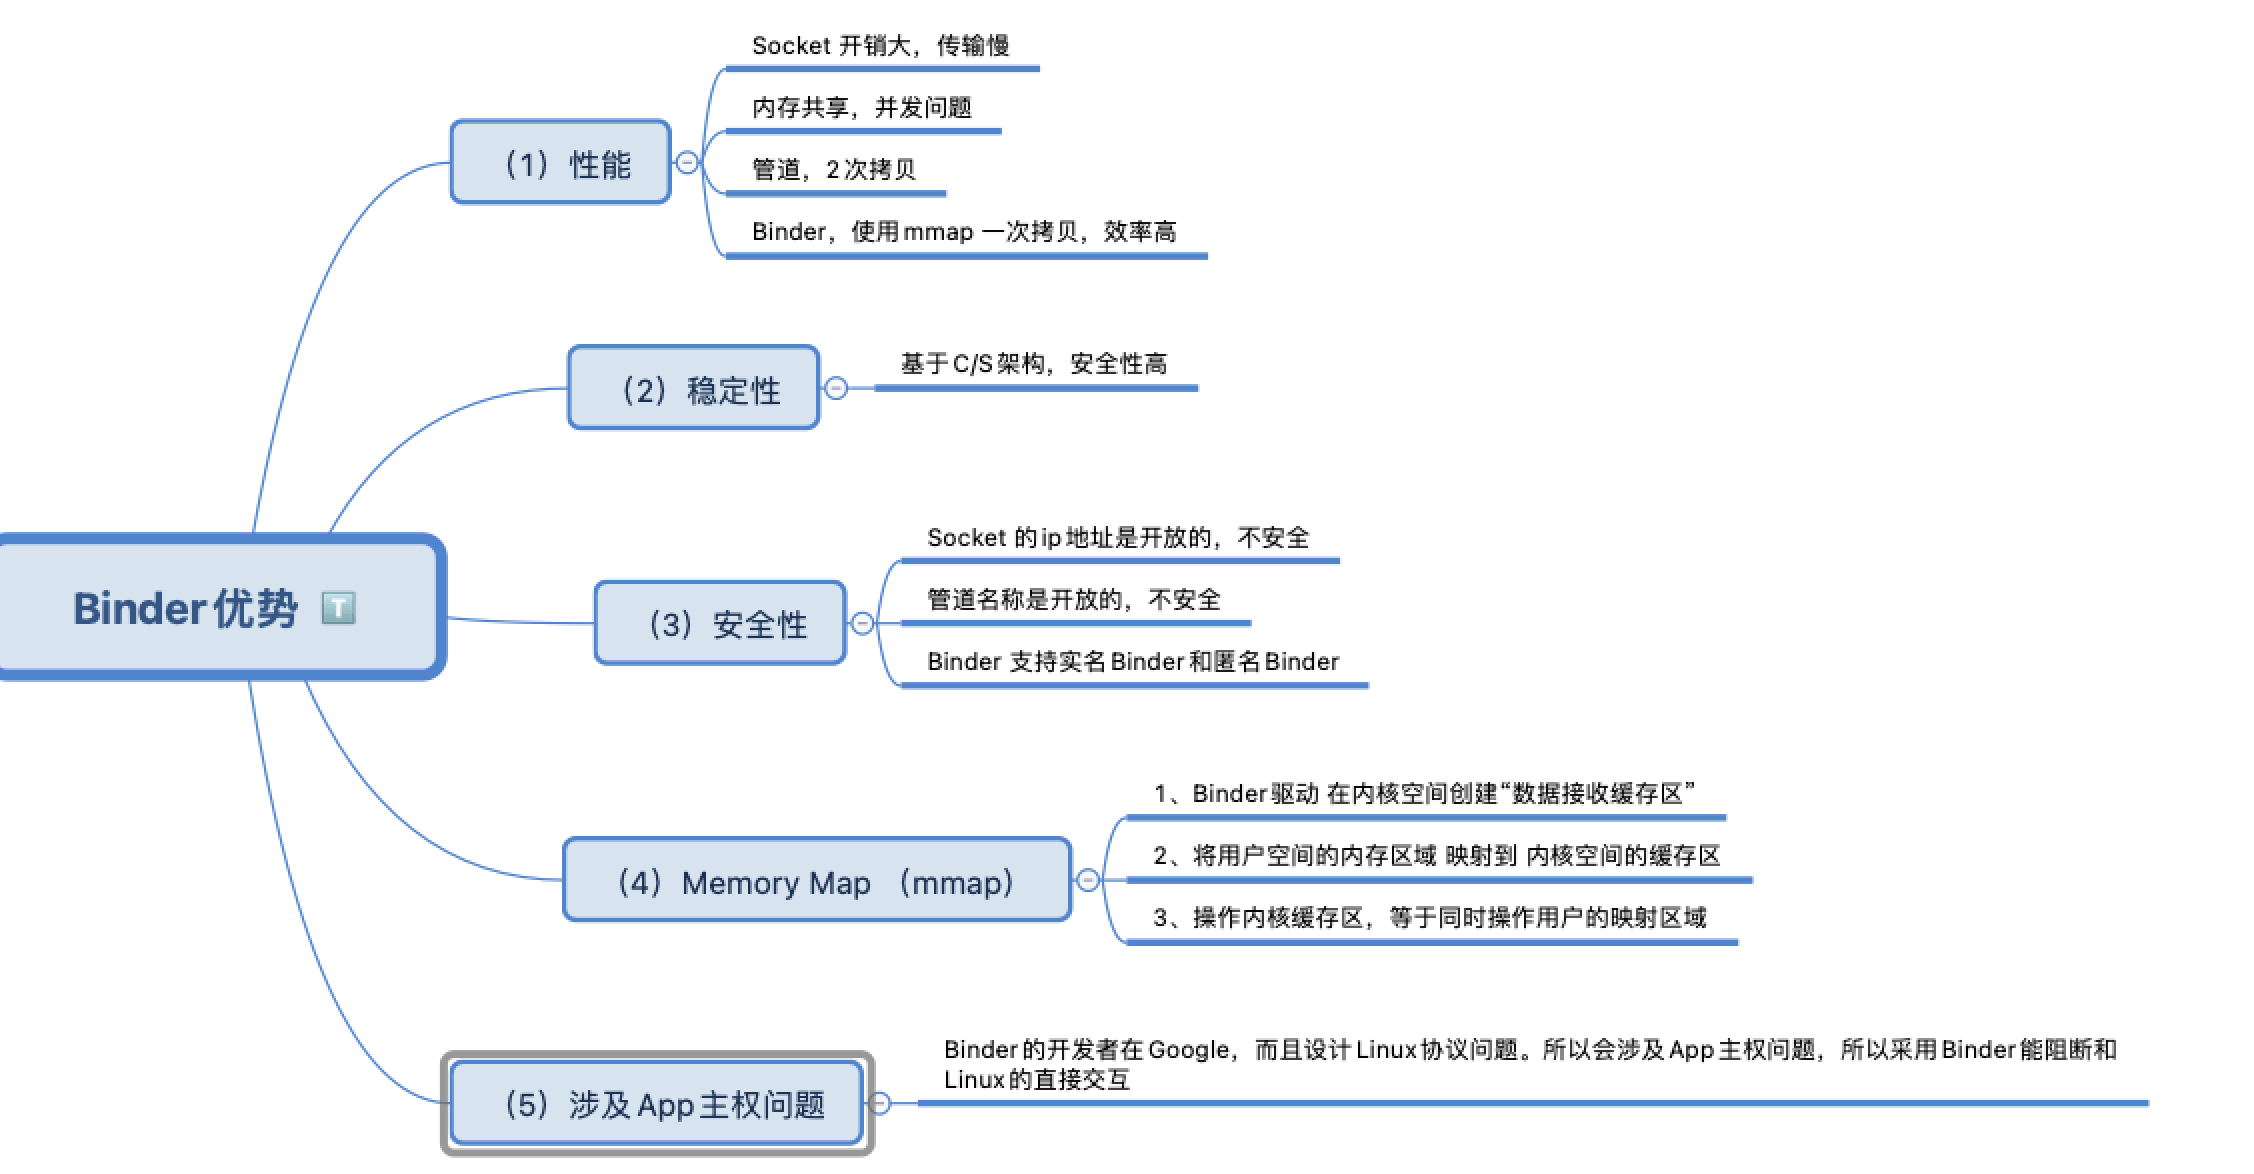 Socket 开销大，传输慢
内存共享，并发问题
（1）性能
管道，2次拷贝
Binder，使用mmap 一次拷贝，效率高
基于C/S架构，安全性高
（2）稳定性
Socket 的ip地址是开放的，不安全
管道名称是开放的，不安全
Binder优势 T
（3）安全性
Binder 支持实名Binder和匿名Binder
1、Binder驱动 在内核空间创建“数据接收缓存区”
2、将用户空间的内存区域 映射到 内核空间的缓存区
（4）Memory Map （mmap）
3、操作内核缓存区，等于同时操作用户的映射区域
Binder的开发者在Google，而且设计Linux协议问题。所以会涉及App主权问题，所以采用Binder能阻断和
Linux的直接交互
（5）涉及App主权问题